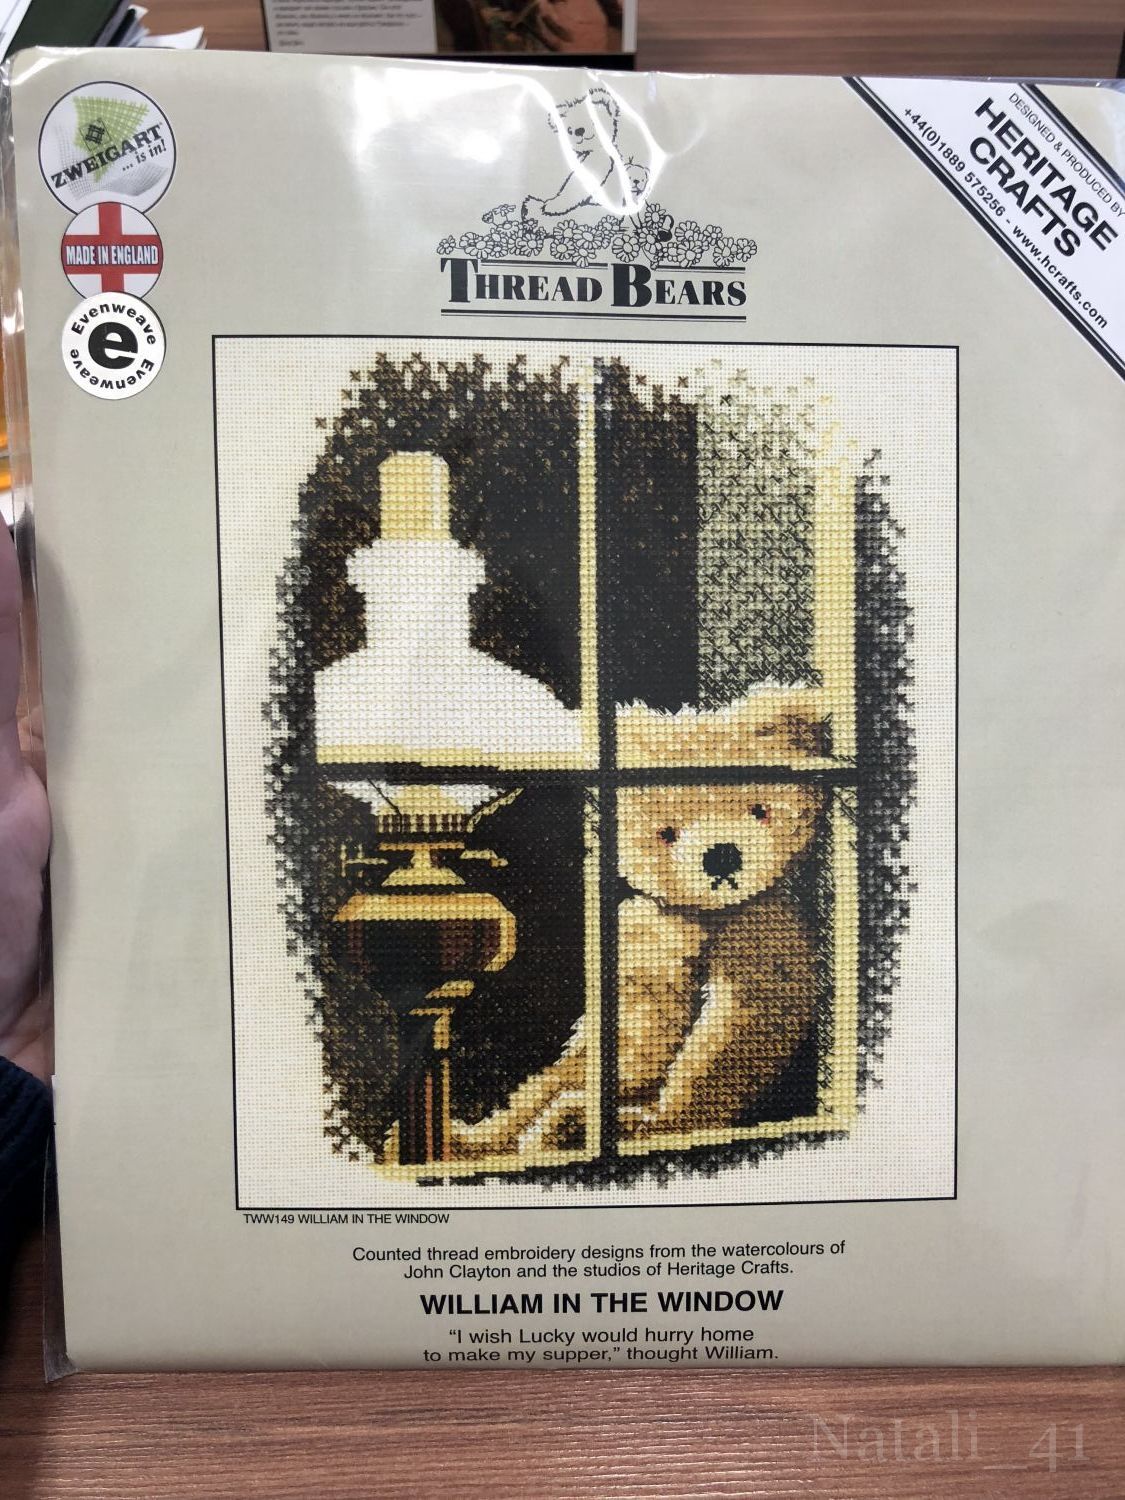 ZWEIGART®
... is in!
MADE IN ENGLAND
Evenweave
e
Evenweave
THREAD BEARS
DESIGNED & PRODUCED BY
HERITAGE
CRAFTS
+44(0)1889 575256 - www.hcrafts.com
TWW149 WILLIAM IN THE WINDOW
Counted thread embroidery designs from the watercolours of
John Clayton and the studios of Heritage Crafts.
WILLIAM IN THE WINDOW
“I wish Lucky would hurry home
to make my supper,” thought William.
Natali_41